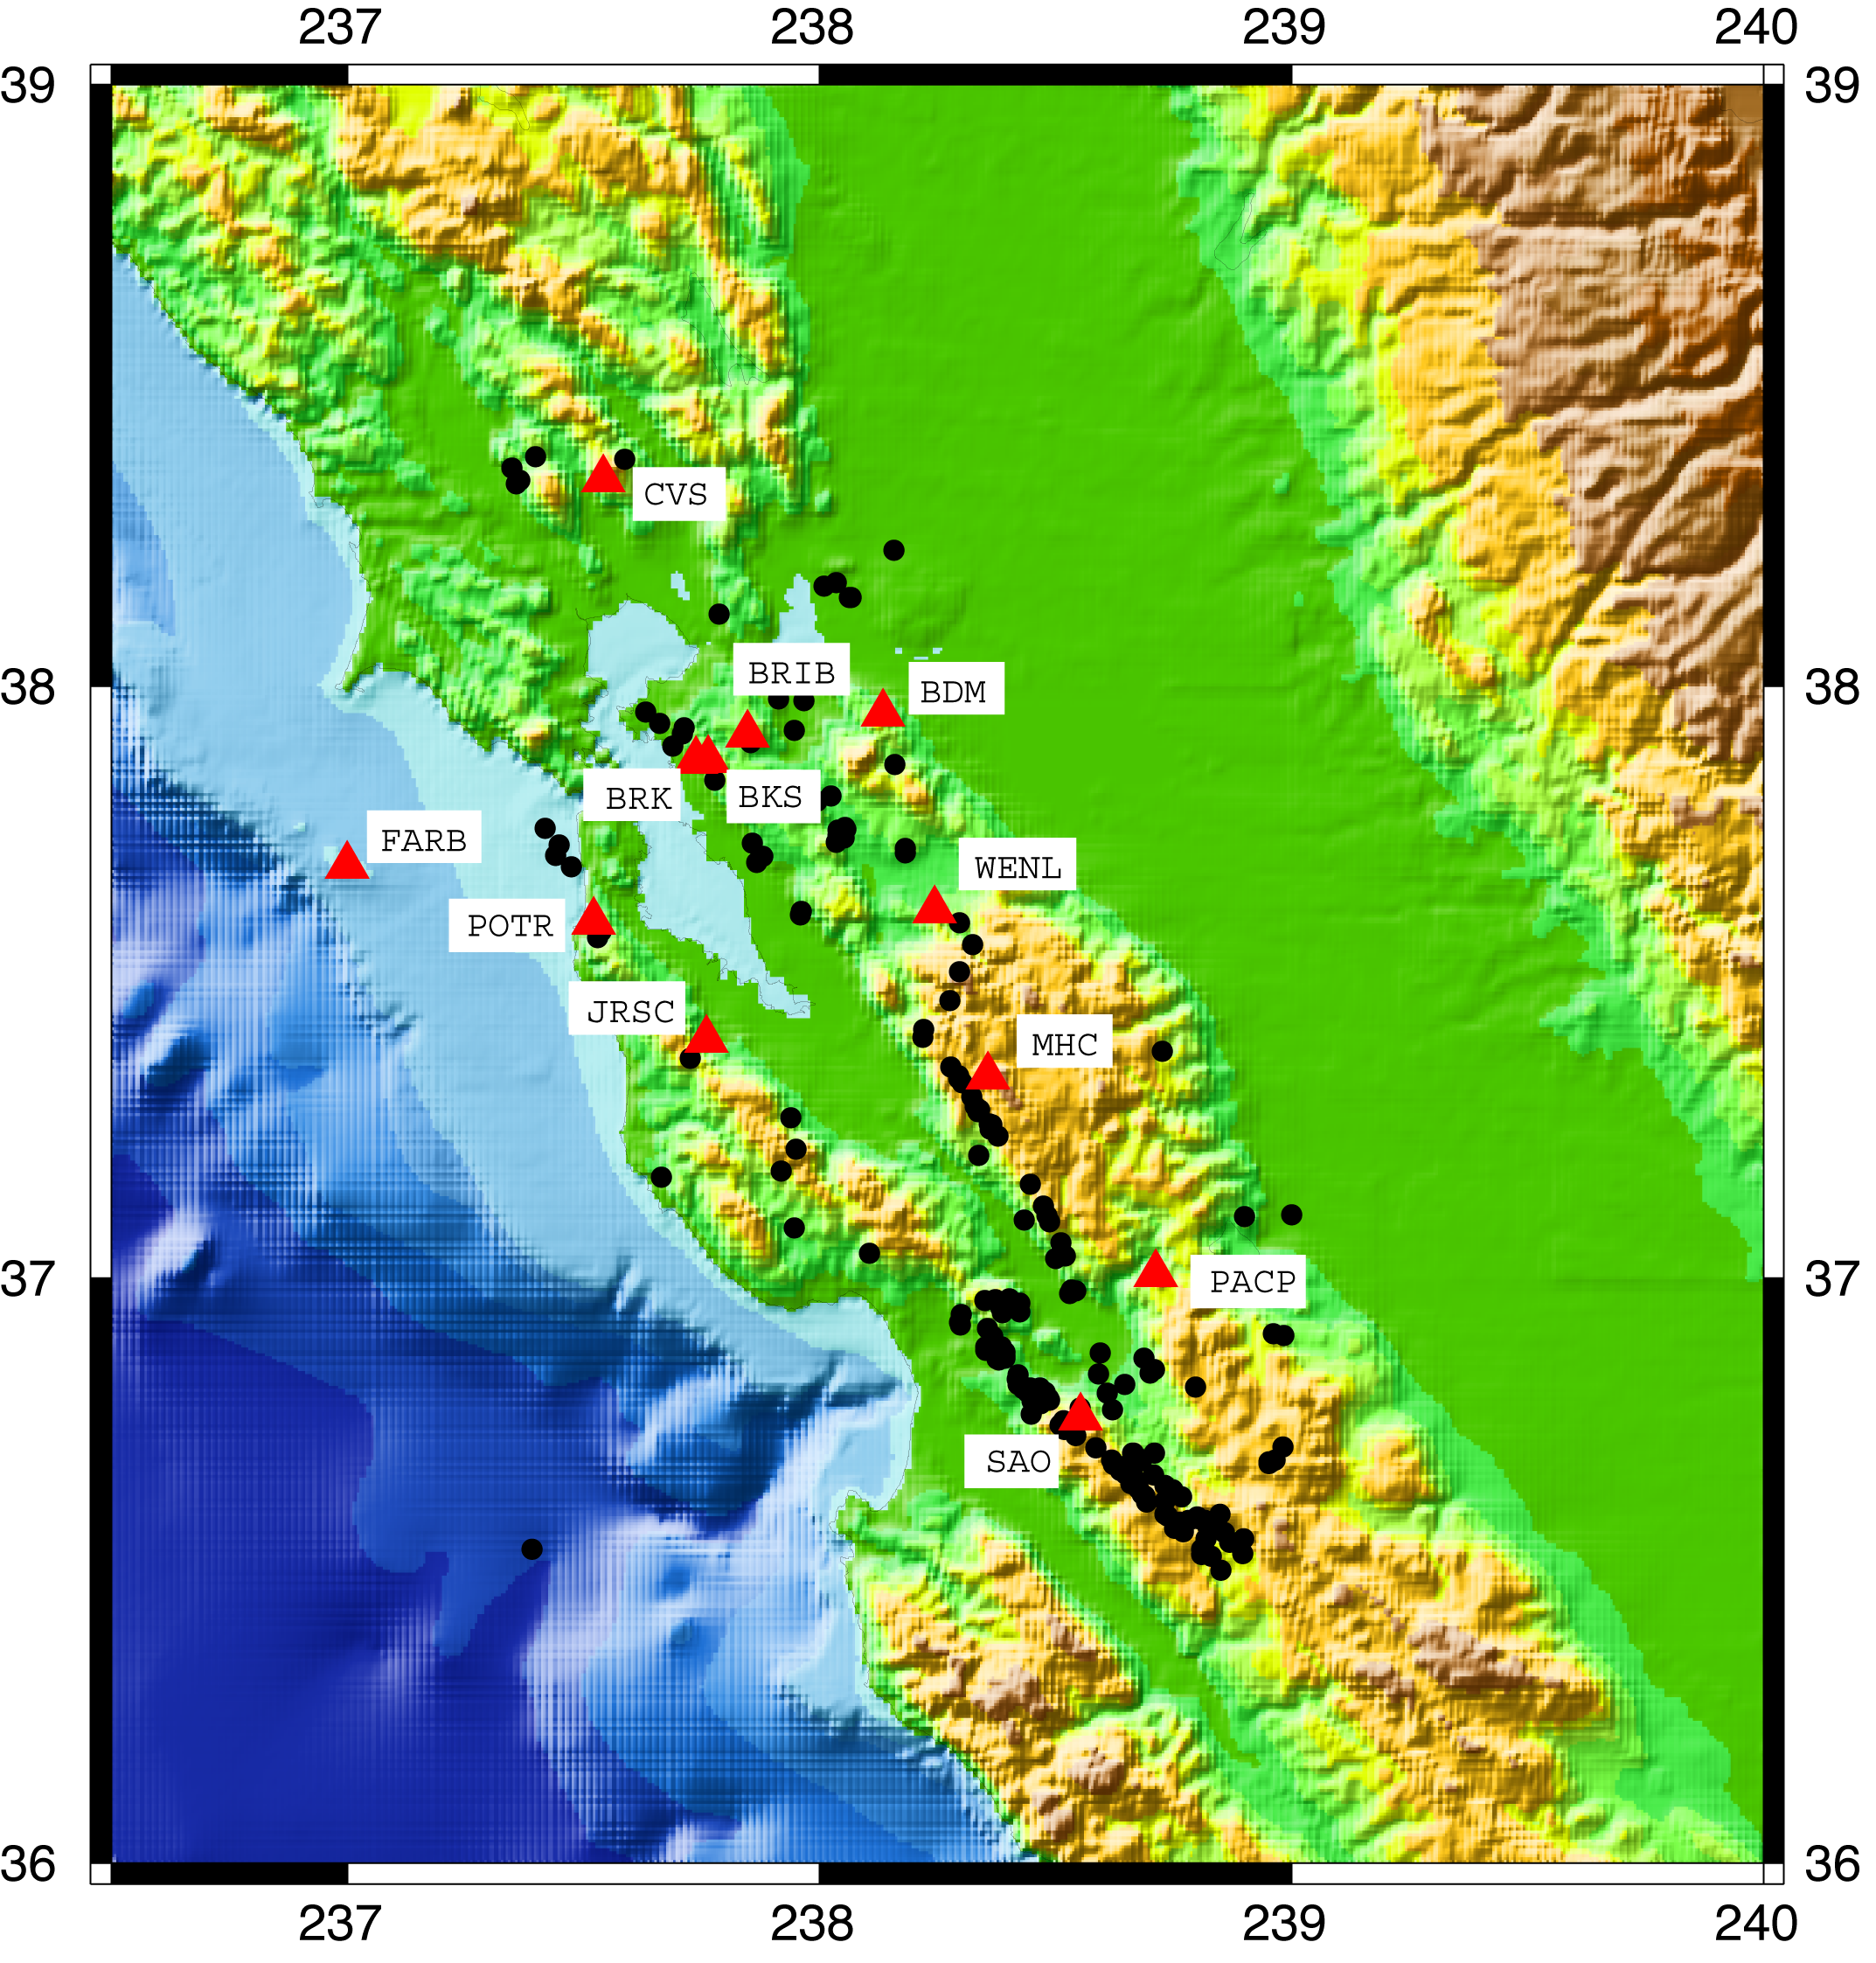 237 238 239 240
39 39
CVS
BRIB
BDM
38 38
BRK BKS
FARB
WENL
POTR
JRSC
MHC
37 PACP 37
SAO
36 36
237 238 239 240